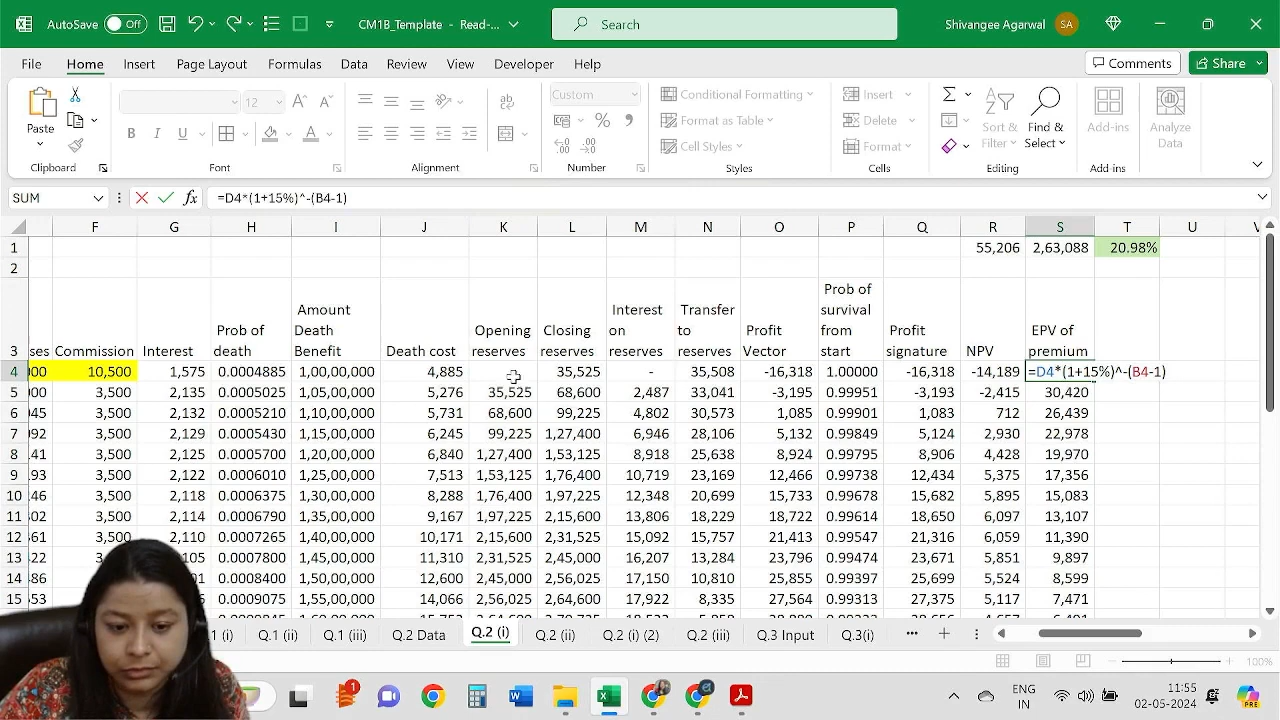 AutoSave Off CM1B_Template - Read-... Search Shivangee Agarwal SA
File Home Insert Page Layout Formulas Data Review View Developer Help Comments Share
Paste 12 Custom Conditional Formatting Format as Table Cell Styles Insert Delete Format Sort & Filter Find & Select Add-ins Analyze Data
Clipboard Font Alignment Number Styles Cells Editing Add-ins
SUM fx =D4*(1+15%)^-(B4-1)
F G H I J K L M N O P Q R S T U
1 55,206 2,63,088 20.98%
2
3 ses Commission Interest Prob of death Amount Death Benefit Death cost Opening reserves Closing reserves Interest on reserves Transfer to reserves Profit Vector Prob of survival from start Profit signature NPV EPV of premium
4 00 10,500 1,575 0.0004885 1,00,00,000 4,885 35,525 - 35,508 -16,318 1.00000 -16,318 -14,189 =D4*(1+15%)^-(B4-1)
5 000 3,500 2,135 0.0004995 1,05,00,000 5,276 35,525 68,600 2,487 33,041 -3,195 0.99951 -3,193 -2,415 30,420
6 045 3,500 2,132 0.0005210 1,10,00,000 5,731 68,600 99,225 4,802 30,573 1,085 0.99901 1,083 712 26,439
7 092 3,500 2,129 0.0005430 1,15,00,000 6,245 99,225 1,27,400 6,946 28,106 5,132 0.99849 5,124 2,930 22,978
8 141 3,500 2,125 0.0005700 1,20,00,000 6,840 1,27,400 1,53,125 8,918 25,638 8,924 0.99795 8,906 4,428 19,970
9 193 3,500 2,122 0.0006010 1,25,00,000 7,513 1,53,125 1,76,400 10,719 23,169 12,466 0.99738 12,434 5,375 17,356
10 246 3,500 2,118 0.0006375 1,30,00,000 8,288 1,76,400 1,97,225 12,348 20,699 15,733 0.99678 15,682 5,895 15,083
11 302 3,500 2,114 0.0006790 1,35,00,000 9,167 1,97,225 2,15,600 13,806 18,229 18,722 0.99614 18,650 6,097 13,107
12 361 3,500 2,110 0.0007265 1,40,00,000 10,171 2,15,600 2,31,525 15,092 15,757 21,413 0.99547 21,316 6,059 11,390
13 422 0.0007800 1,45,00,000 11,310 2,31,525 2,45,000 16,207 13,284 23,796 0.99474 23,671 5,851 9,897
14 486 0.0008400 1,50,00,000 12,600 2,45,000 2,56,025 17,150 10,810 25,855 0.99397 25,699 5,524 8,599
15 553 0.0009075 1,55,00,000 14,066 2,56,025 2,64,600 17,922 8,335 27,564 0.99313 27,375 5,117 7,471
1 (i) Q.1 (ii) Q.1 (iii) Q.2 Data Q.2 (i) Q.2 (ii) Q.2 (i) (2) Q.2 (iii) Q.3 Input Q.3(i)
100%
ENG IN 11:55 02-05-2024